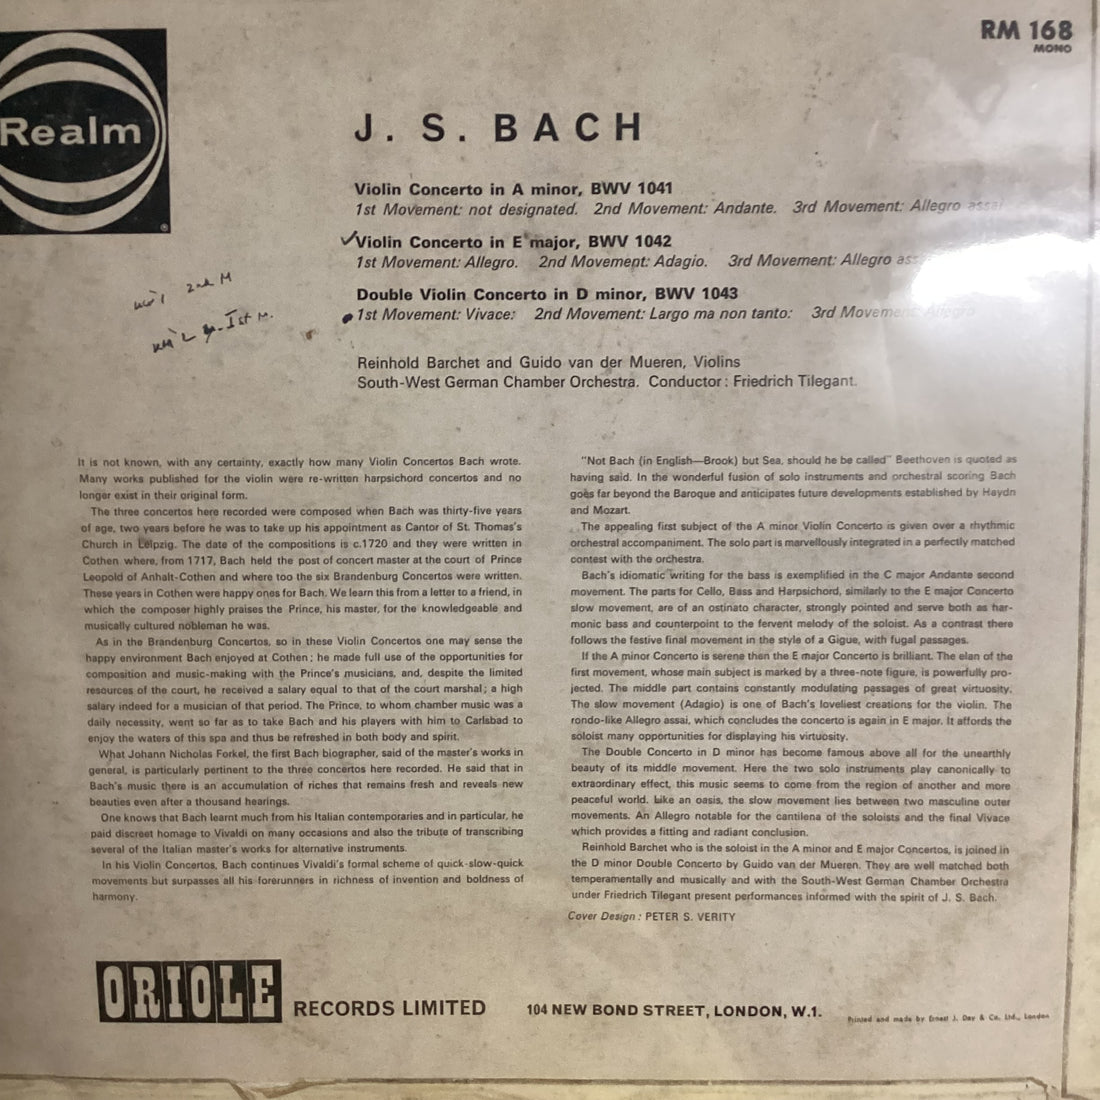 RM 168
MONO
Realm
J. S. BACH
Violin Concerto in A minor, BWV 1041
1st Movement: not designated. 2nd Movement: Andante. 3rd Movement: Allegro assai
Violin Concerto in E major, BWV 1042
1st Movement: Allegro. 2nd Movement: Adagio. 3rd Movement: Allegro ass
Double Violin Concerto in D minor, BWV 1043
1st Movement: Vivace: 2nd Movement: Largo ma non tanto: 3rd Movement: Allegro
2nd M
Ist M.
Reinhold Barchet and Guido van der Mueren, Violins
South-West German Chamber Orchestra. Conductor: Friedrich Tilegant.
It is not known, with any certainty, exactly how many Violin Concertos Bach wrote.
Many works published for the violin were re-written harpsichord concertos and no
longer exist in their original form.
The three concertos here recorded were composed when Bach was thirty-five years
of age, two years before he was to take up his appointment as Cantor of St. Thomas's
Church in Leipzig. The date of the compositions is c.1720 and they were written in
Cothen where, from 1717, Bach held the post of concert master at the court of Prince
Leopold of Anhalt-Cothen and where too the six Brandenburg Concertos were written.
These years in Cothen were happy ones for Bach. We learn this from a letter to a friend, in
which the composer highly praises the Prince, his master, for the knowledgeable and
musically cultured nobleman he was.
As in the Brandenburg Concertos, so in these Violin Concertos one may sense the
happy environment Bach enjoyed at Cothen; he made full use of the opportunities for
composition and music-making with the Prince's musicians, and, despite the limited
resources of the court, he received a salary equal to that of the court marshal; a high
salary indeed for a musician of that period. The Prince, to whom chamber music was a
daily necessity, went so far as to take Bach and his players with him to Carlsbad to
enjoy the waters of this spa and thus be refreshed in both body and spirit.
What Johann Nicholas Forkel, the first Bach biographer, said of the master's works in
general, is particularly pertinent to the three concertos here recorded. He said that in
Bach's music there is an accumulation of riches that remains fresh and reveals new
beauties even after a thousand hearings.
One knows that Bach learnt much from his Italian contemporaries and in particular, he
paid discreet homage to Vivaldi on many occasions and also the tribute of transcribing
several of the Italian master's works for alternative instruments.
In his Violin Concertos, Bach continues Vivaldi's formal scheme of quick-slow-quick
movements but surpasses all his forerunners in richness of invention and boldness of
harmony.
"Not Bach (in English—Brook) but Sea, should he be called" Beethoven is quoted as
having said. In the wonderful fusion of solo instruments and orchestral scoring Bach
goes far beyond the Baroque and anticipates future developments established by Haydn
and Mozart.
The appealing first subject of the A minor Violin Concerto is given over a rhythmic
orchestral accompaniment. The solo part is marvellously integrated in a perfectly matched
contest with the orchestra.
Bach's idiomatic writing for the bass is exemplified in the C major Andante second
movement. The parts for Cello, Bass and Harpsichord, similarly to the E major Concerto
slow movement, are of an ostinato character, strongly pointed and serve both as har-
monic bass and counterpoint to the fervent melody of the soloist. As a contrast there
follows the festive final movement in the style of a Gigue, with fugal passages.
If the A minor Concerto is serene then the E major Concerto is brilliant. The elan of the
first movement, whose main subject is marked by a three-note figure, is powerfully pro-
jected. The middle part contains constantly modulating passages of great virtuosity.
The slow movement (Adagio) is one of Bach's loveliest creations for the violin. The
rondo-like Allegro assai, which concludes the concerto is again in E major. It affords the
soloist many opportunities for displaying his virtuosity.
The Double Concerto in D minor has become famous above all for the unearthly
beauty of its middle movement. Here the two solo instruments play canonically to
extraordinary effect, this music seems to come from the region of another and more
peaceful world. Like an oasis, the slow movement lies between two masculine outer
movements. An Allegro notable for the cantilena of the soloists and the final Vivace
which provides a fitting and radiant conclusion.
Reinhold Barchet who is the soloist in the A minor and E major Concertos, is joined in
the D minor Double Concerto by Guido van der Mueren. They are well matched both
temperamentally and musically and with the South-West German Chamber Orchestra
under Friedrich Tilegant present performances informed with the spirit of J. S. Bach.
Cover Design: PETER S. VERITY
ORIOLE RECORDS LIMITED 104 NEW BOND STREET, LONDON, W.1.
Printed and made by Ernest J. Day & Co. Ltd., London